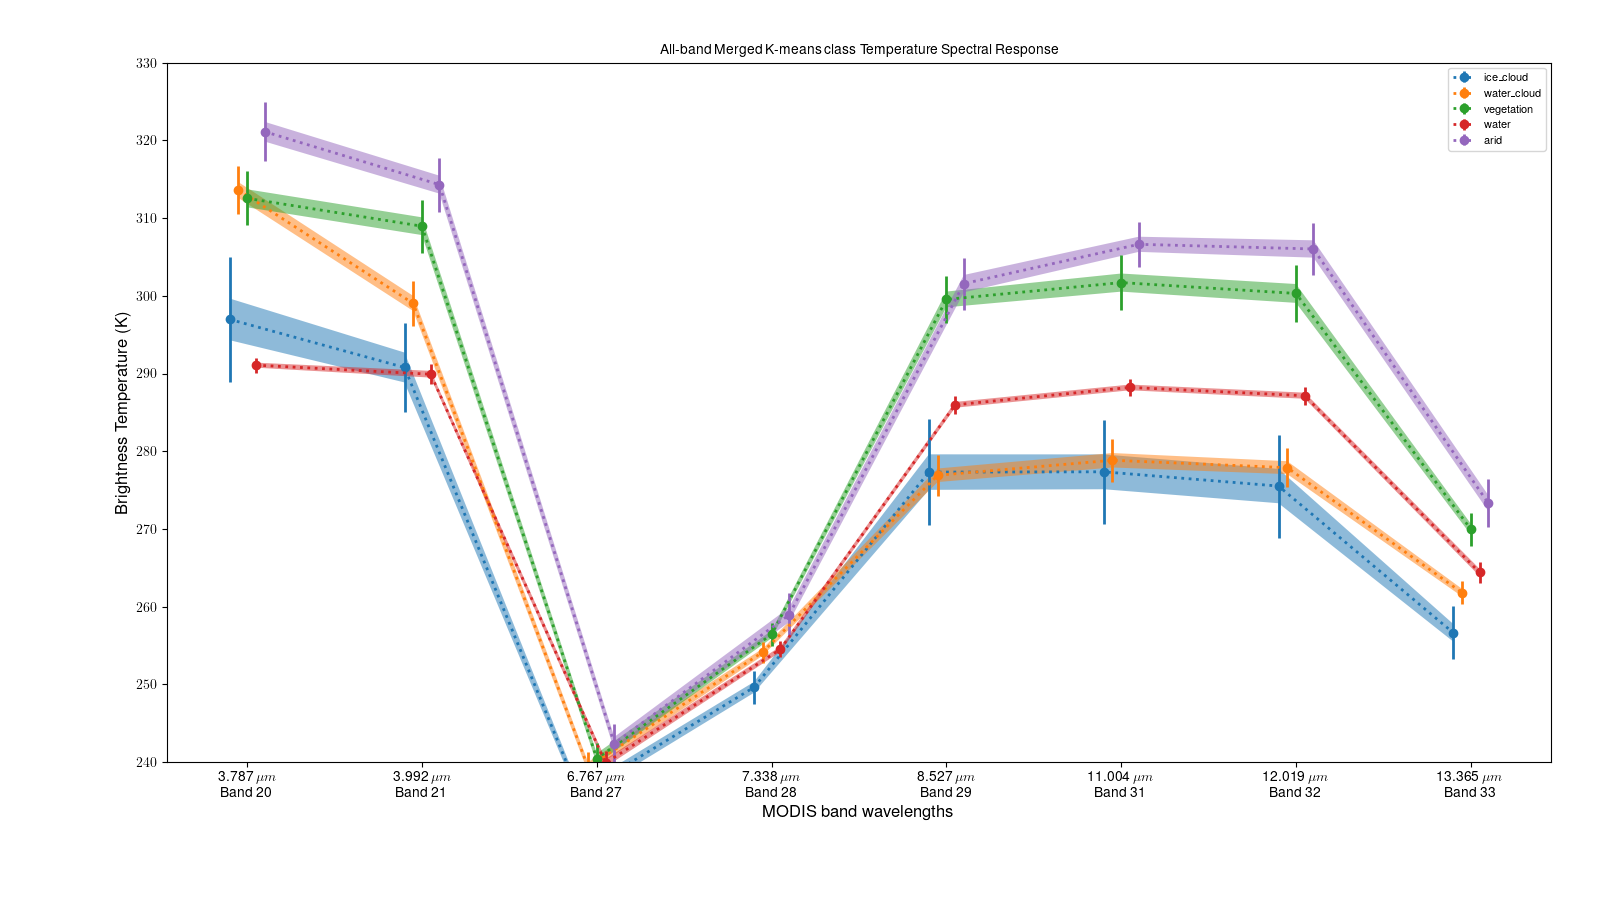 All-band Merged K-means class Temperature Spectral Response
330
320
310
300
290
280
270
260
250
240
Brightness Temperature (K)
ice_cloud
water_cloud
vegetation
water
arid
3.787 μm 3.992 μm 6.767 μm 7.338 μm 8.527 μm 11.004 μm 12.019 μm 13.365 μm
Band 20 Band 21 Band 27 Band 28 Band 29 Band 31 Band 32 Band 33
MODIS band wavelengths